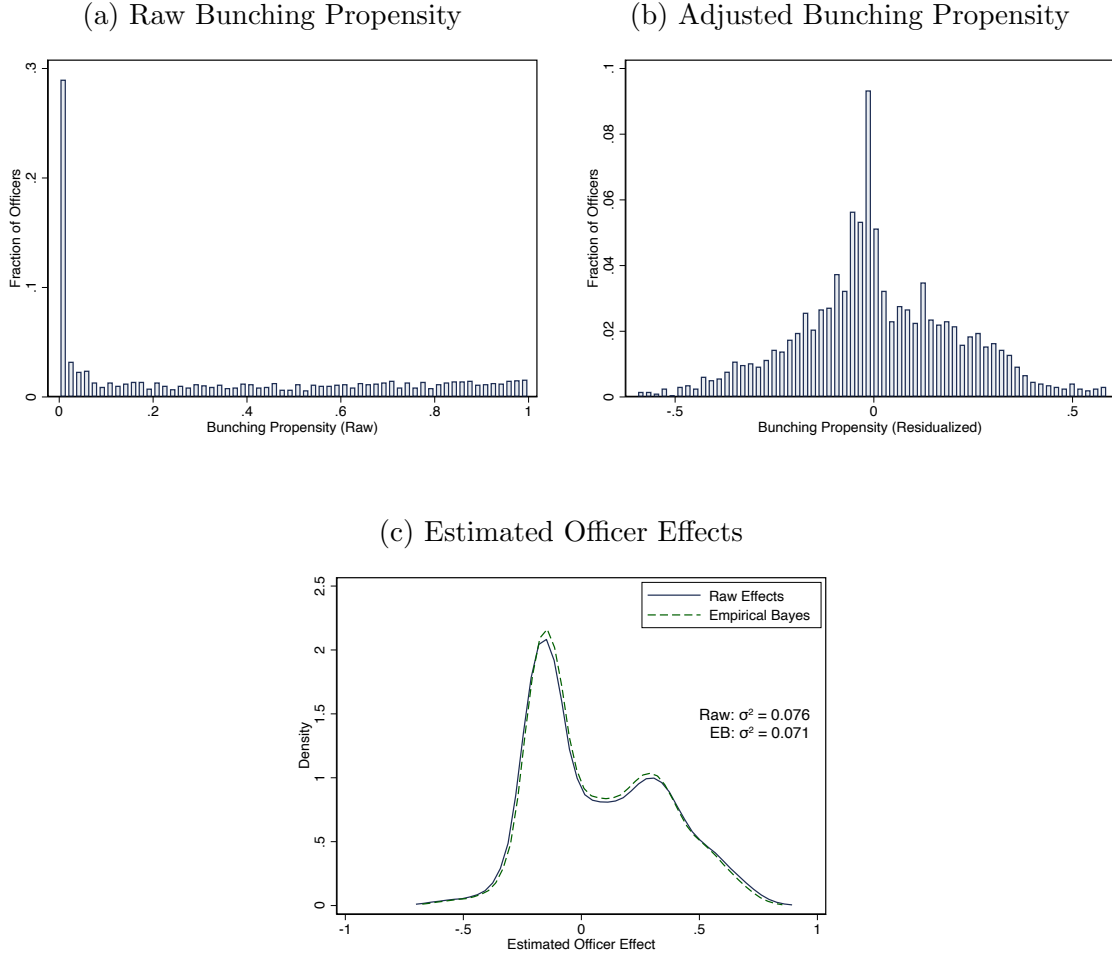 (a) Raw Bunching Propensity
.3
.2
.1
0
Fraction of Officers
0 .2 .4 .6 .8 1
Bunching Propensity (Raw)
(b) Adjusted Bunching Propensity
.1
.08
.06
.04
.02
0
Fraction of Officers
-.5 0 .5
Bunching Propensity (Residualized)
(c) Estimated Officer Effects
2.5
2
1.5
1
.5
0
Density
Raw Effects
Empirical Bayes
Raw: σ² = 0.076
EB: σ² = 0.071
-1 -.5 0 .5 1
Estimated Officer Effect